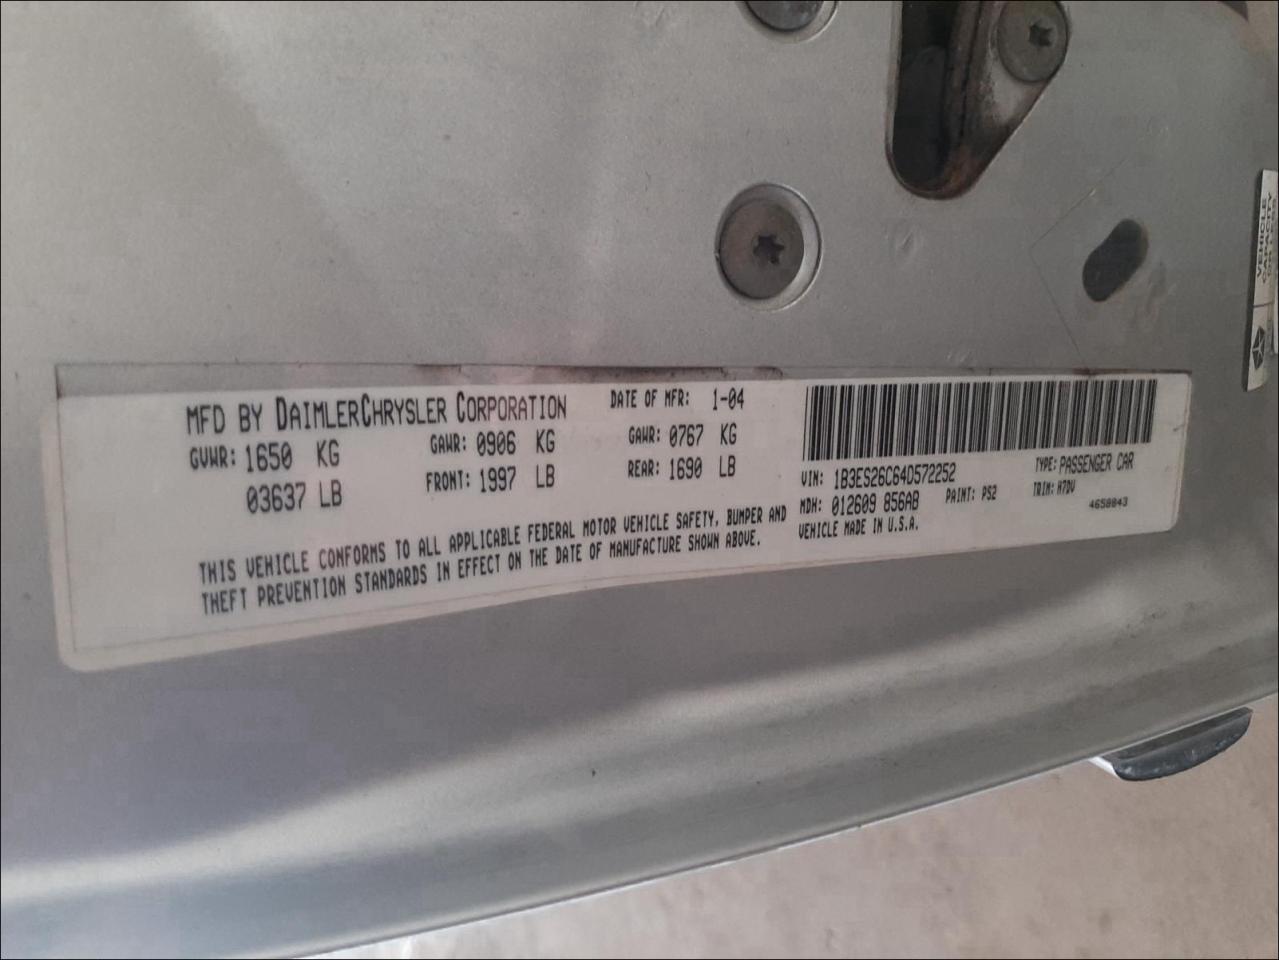 MFD BY DAIMLERCHRYSLER CORPORATION DATE OF MFR: 1-04
GVWR: 1650 KG GAWR: 0906 KG GAWR: 0767 KG
03637 LB FRONT: 1997 LB REAR: 1690 LB
THIS VEHICLE CONFORMS TO ALL APPLICABLE FEDERAL MOTOR VEHICLE SAFETY, BUMPER AND
THEFT PREVENTION STANDARDS IN EFFECT ON THE DATE OF MANUFACTURE SHOWN ABOVE.
VIN: 1B3ES26C64D572252 TYPE: PASSENGER CAR
MDH: 012609 856AB PAINT: PS2 TRIM: H7DV
VEHICLE MADE IN U.S.A. 4658043
VEHICLE
CAPACITY